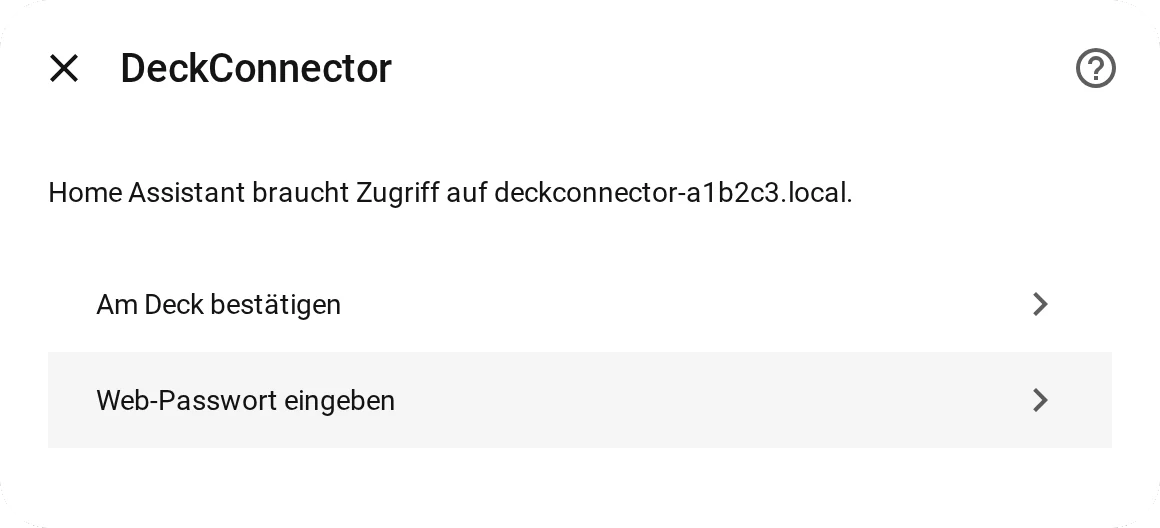 DeckConnector
Home Assistant braucht Zugriff auf deckconnector-a1b2c3.local.
Am Deck bestätigen
Web-Passwort eingeben